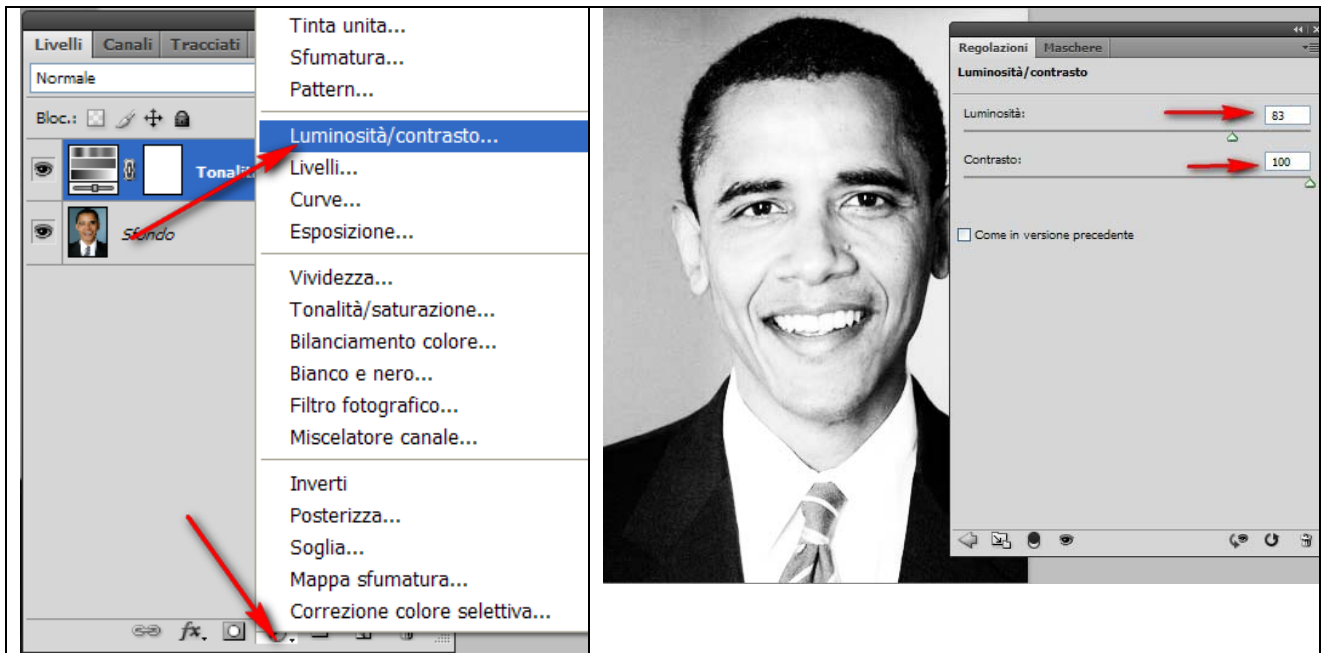 Livelli Canali Tracciati
Normale
Bloc.:
Sfondo
fx.
Tinta unita...
Sfumatura...
Pattern...
Luminosità/contrasto...
Livelli...
Curve...
Esposizione...
Vividezza...
Tonalità/saturazione...
Bilanciamento colore...
Bianco e nero...
Filtro fotografico...
Miscelatore canale...
Inverti
Posterizza...
Soglia...
Mappa sfumatura...
Correzione colore selettiva...
Regolazioni Maschere
Luminosità/contrasto
Luminosità: 83
Contrasto: 100
Come in versione precedente